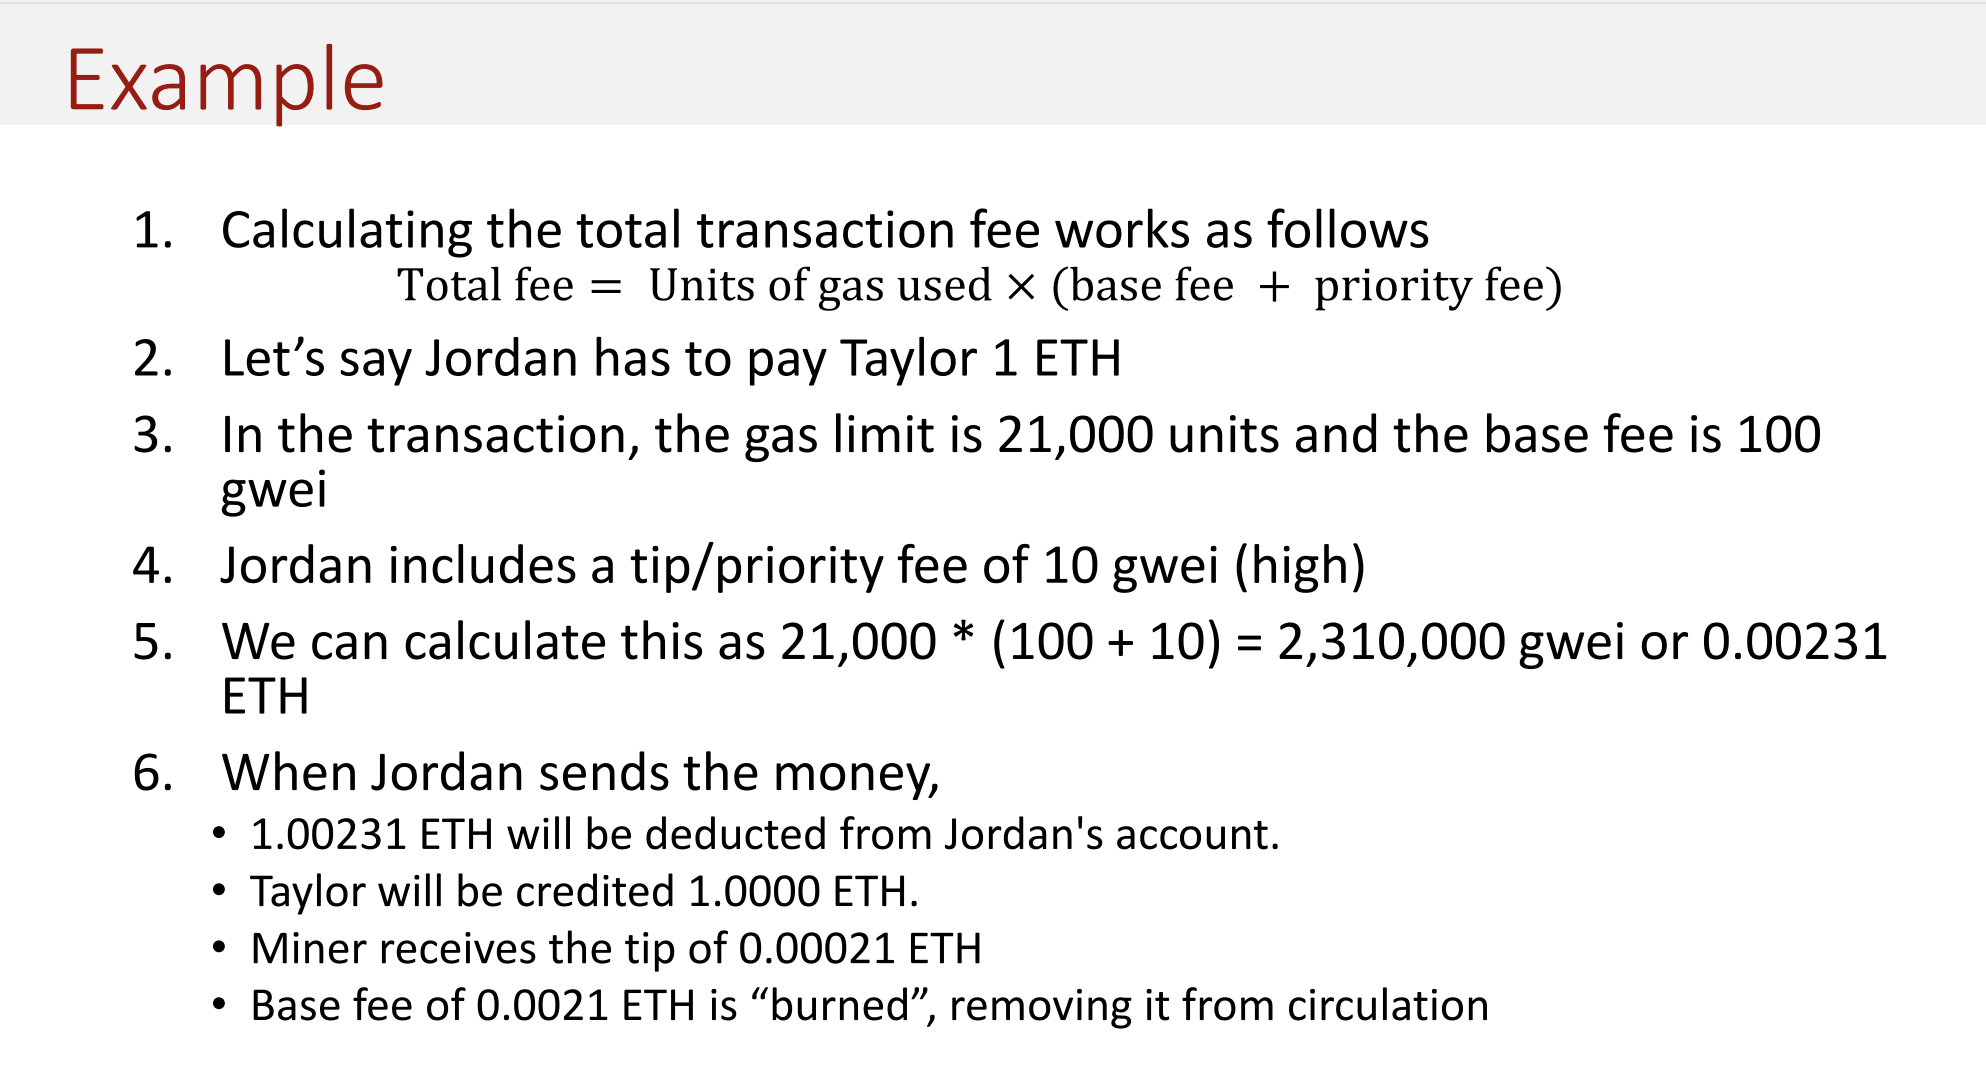 Example
1. Calculating the total transaction fee works as follows
Total fee = Units of gas used × (base fee + priority fee)
2. Let’s say Jordan has to pay Taylor 1 ETH
3. In the transaction, the gas limit is 21,000 units and the base fee is 100
gwei
4. Jordan includes a tip/priority fee of 10 gwei (high)
5. We can calculate this as 21,000 * (100 + 10) = 2,310,000 gwei or 0.00231
ETH
6. When Jordan sends the money,
• 1.00231 ETH will be deducted from Jordan's account.
• Taylor will be credited 1.0000 ETH.
• Miner receives the tip of 0.00021 ETH
• Base fee of 0.0021 ETH is “burned”, removing it from circulation